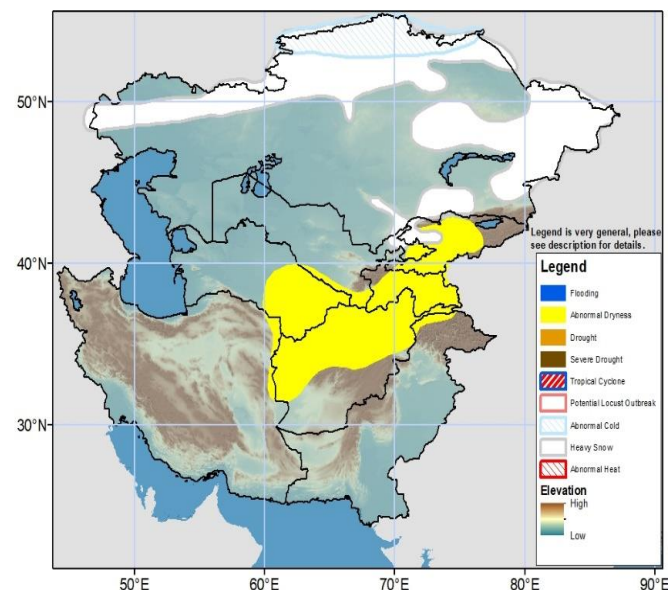 50°N
40°N
30°N
50°E
60°E
70°E
80°E
90°E
Legend is very general, please
see description for details.
Legend
Flooding
Abnormal Dryness
Drought
Severe Drought
Tropical Cyclone
Potential Locust Outbreak
Abnormal Cold
Heavy Snow
Abnormal Heat
Elevation
High
Low